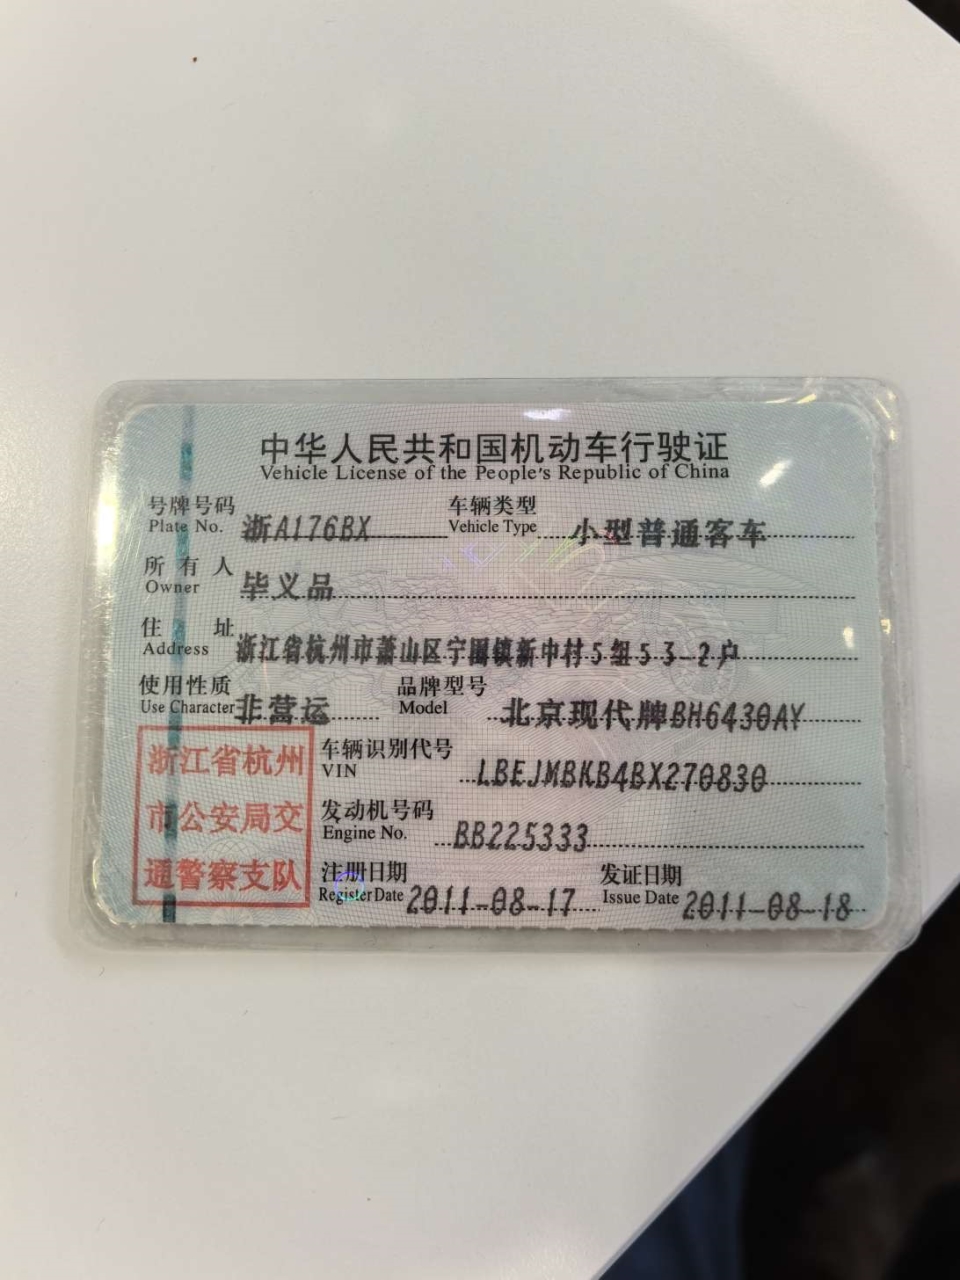 中华人民共和国机动车行驶证
Vehicle License of the People's Republic of China
号牌号码 浙A176BX 车辆类型 小型普通客车
Plate No. Vehicle Type
所有人 毕义品
Owner
住址 浙江省杭州市萧山区宁围镇新中村5组53-2户
Address
使用性质 非营运 品牌型号 北京现代牌BH6430AY
Use Character Model
浙江省杭州
市公安局交
通警察支队
车辆识别代号 LBEJMBKB4BX270830
VIN
发动机号码 BB225333
Engine No.
注册日期 2011-08-17 发证日期 2011-08-18
Register Date Issue Date